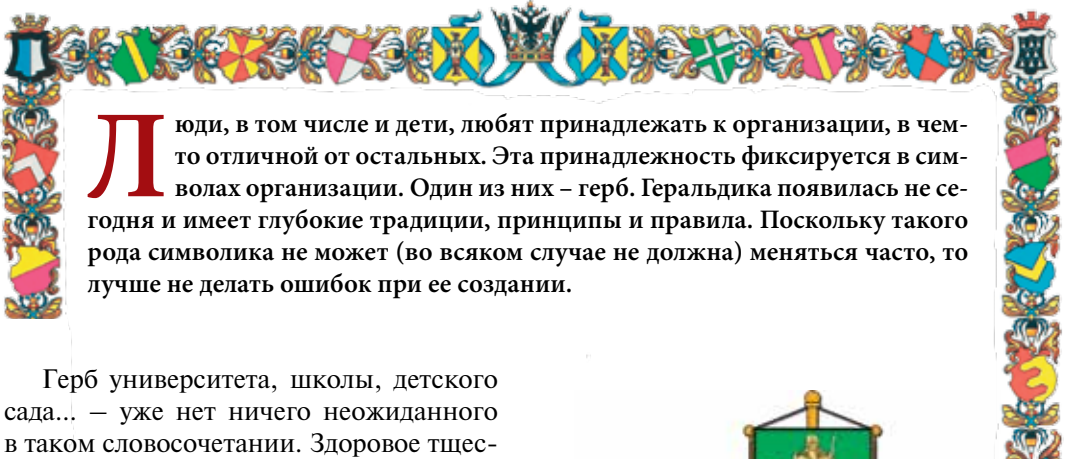 Люди, в том числе и дети, любят принадлежать к организации, в чем-
то отличной от остальных. Эта принадлежность фиксируется в сим-
волах организации. Один из них – герб. Геральдика появилась не се-
годня и имеет глубокие традиции, принципы и правила. Поскольку такого
рода символика не может (во всяком случае не должна) меняться часто, то
лучше не делать ошибок при ее создании.
Герб университета, школы, детского
сада... – уже нет ничего неожиданного
в таком словосочетании. Здоровое тщес-